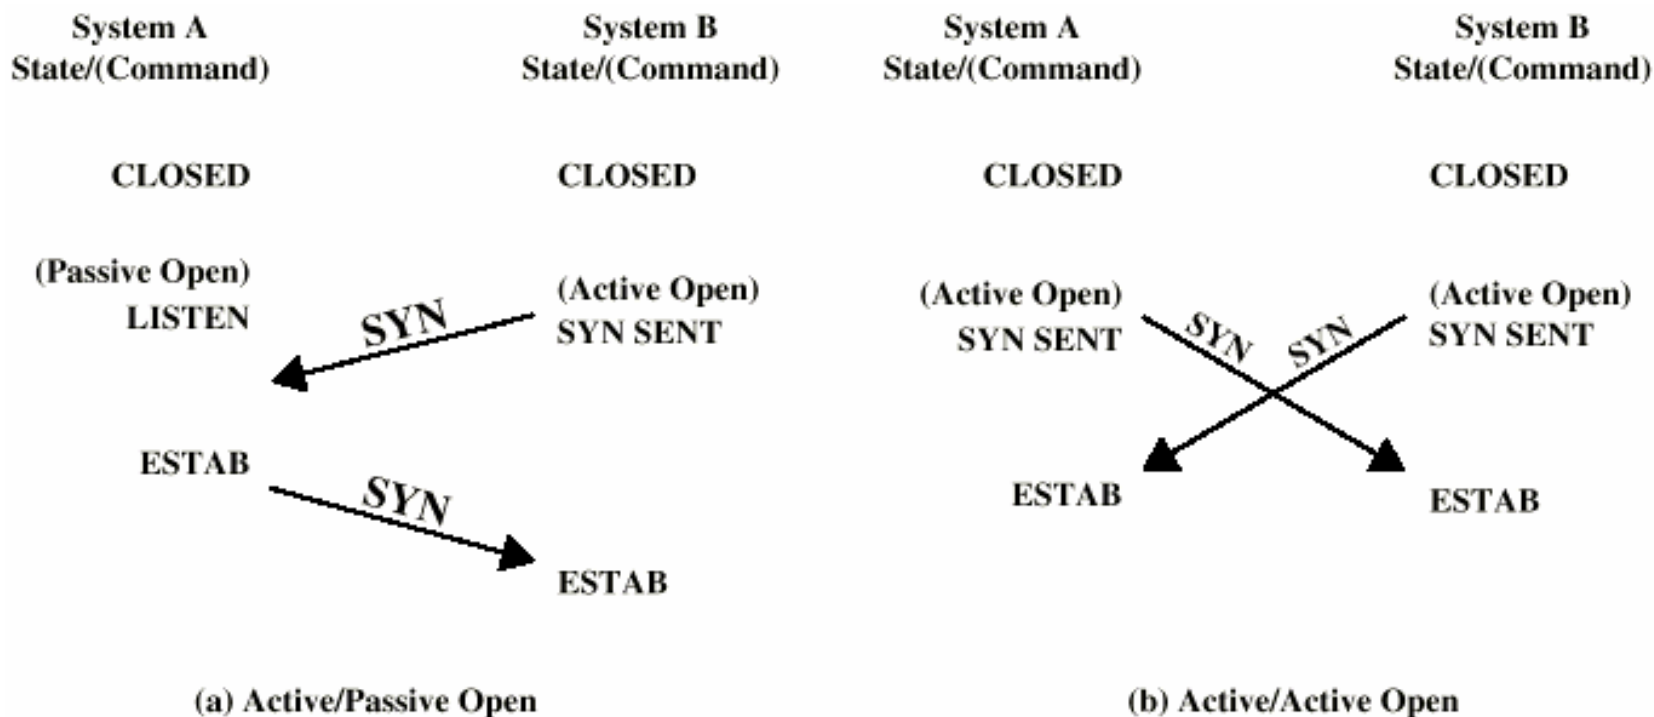 System A
State/(Command)
System B
State/(Command)
CLOSED
CLOSED
(Passive Open)
LISTEN
(Active Open)
SYN SENT
SYN
ESTAB
SYN
ESTAB
(a) Active/Passive Open
System A
State/(Command)
System B
State/(Command)
CLOSED
CLOSED
(Active Open)
SYN SENT
(Active Open)
SYN SENT
SYN
SYN
ESTAB
ESTAB
(b) Active/Active Open